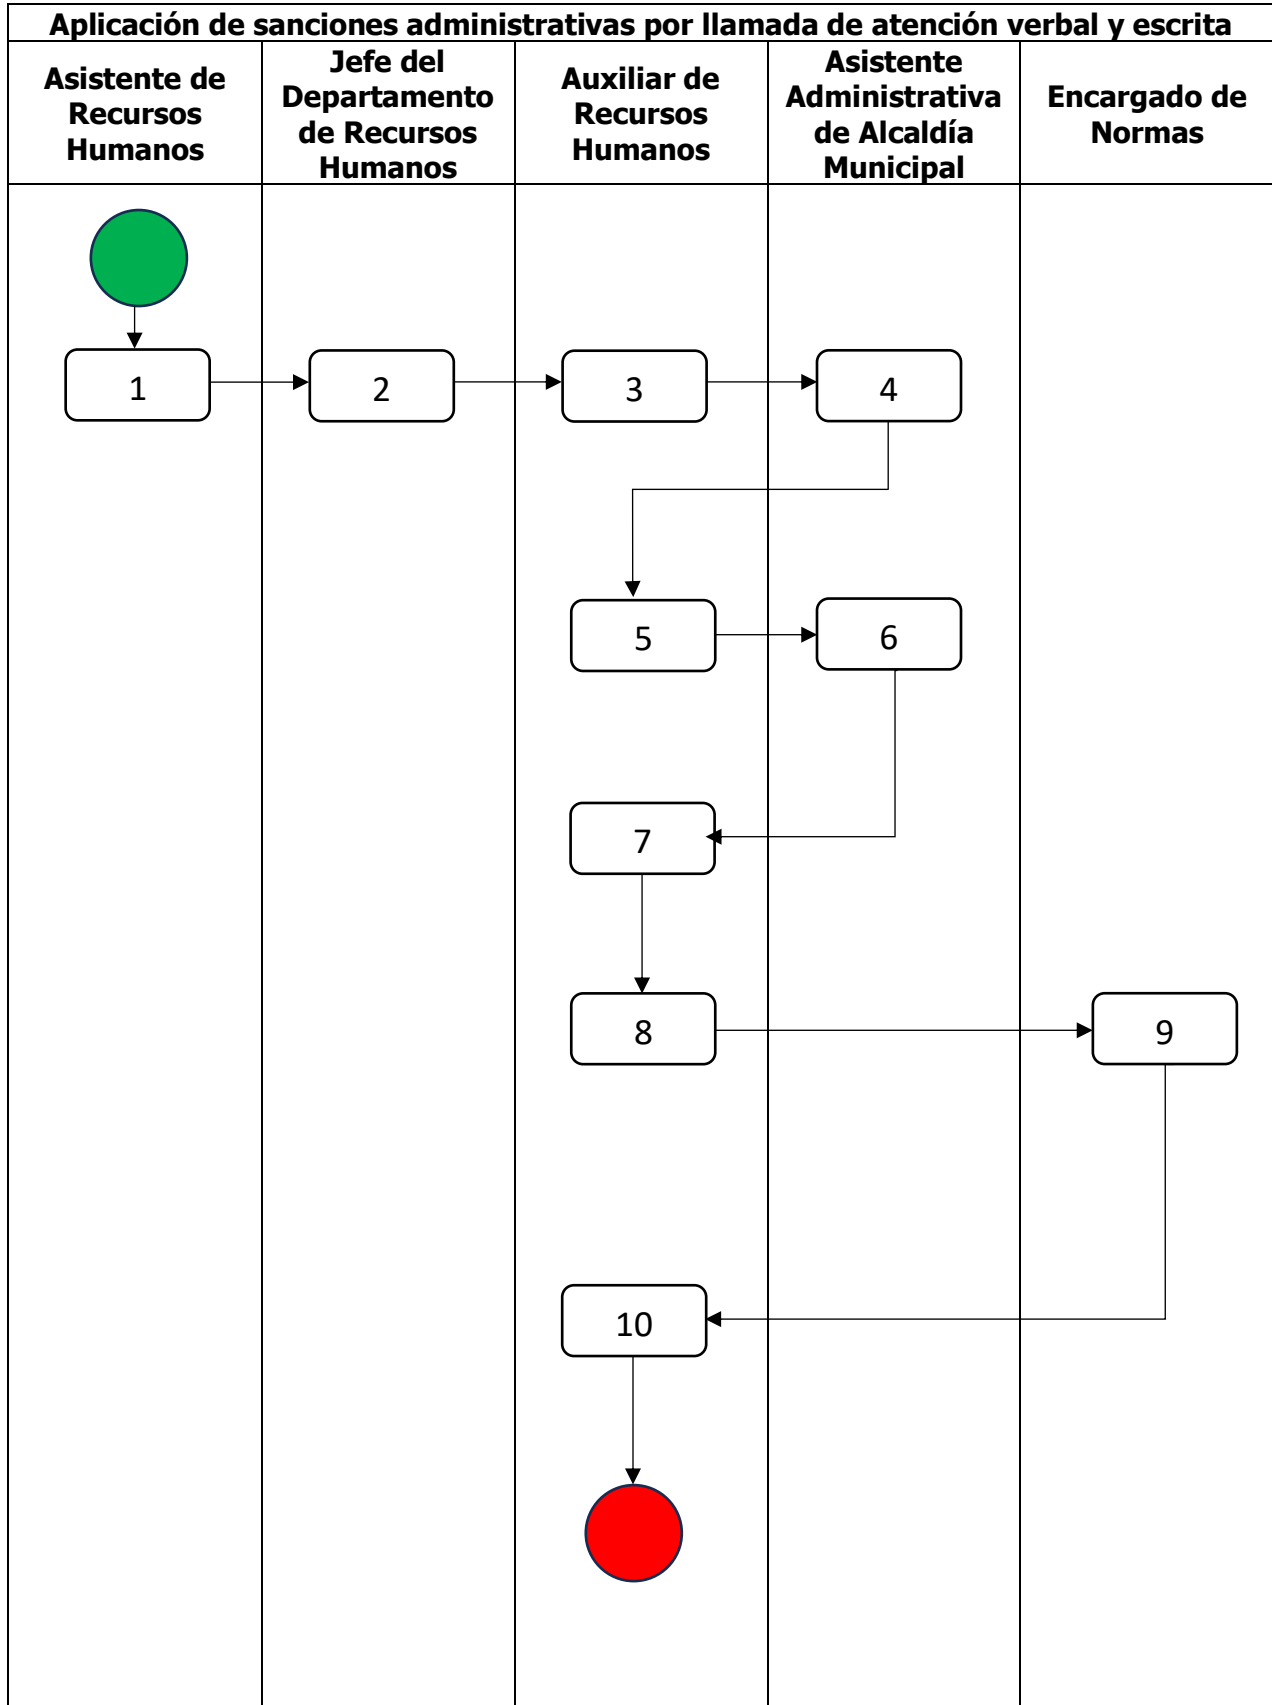 Aplicación de sanciones administrativas por llamada de atención verbal y escrita
Asistente de
Recursos
Humanos
Jefe del
Departamento
de Recursos
Humanos
Auxiliar de
Recursos
Humanos
Asistente
Administrativa
de Alcaldía
Municipal
Encargado de
Normas
1
2
3
4
5
6
7
8
9
10